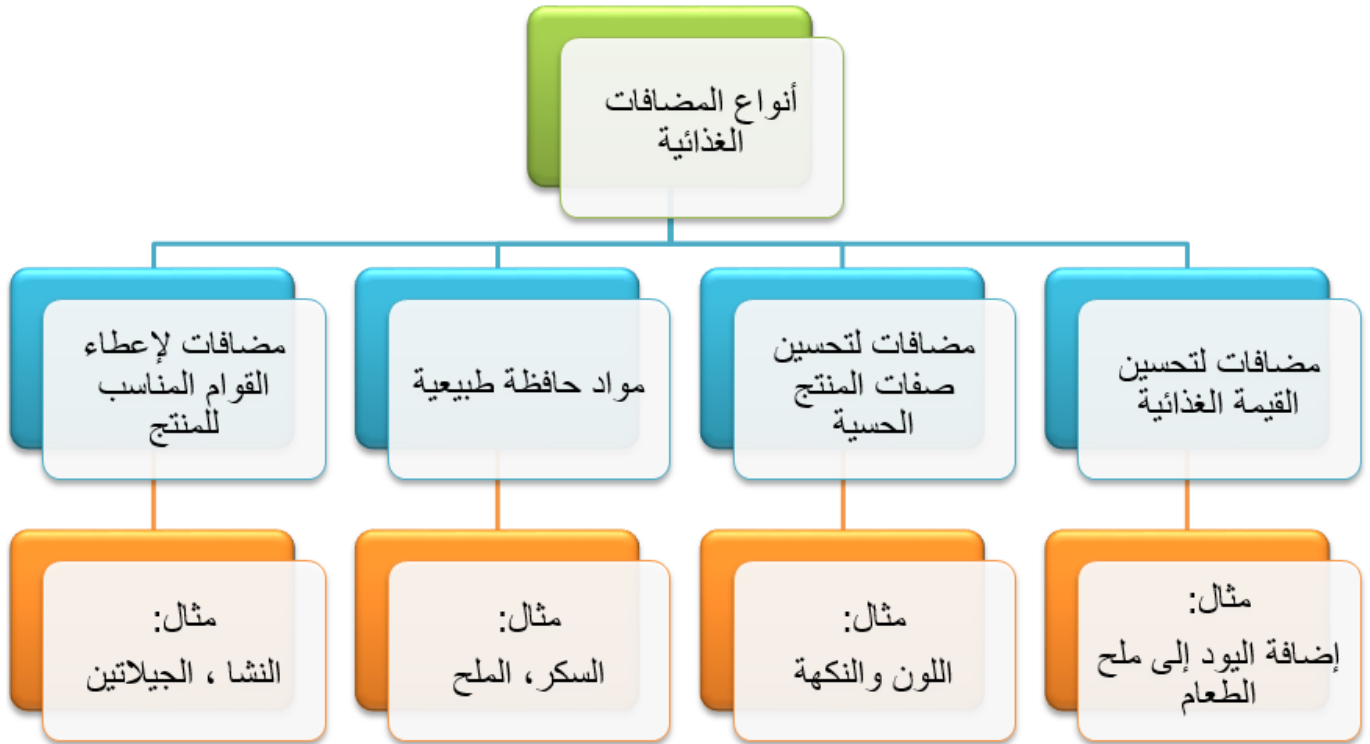 أنواع المضافات
الغذائية
مضافات لتحسين
القيمة الغذائية
مضافات لتحسين
صفات المنتج
الحسية
مواد حافظة طبيعية
مضافات لإعطاء
القوام المناسب
للمنتج
مثال:
إضافة اليود إلى ملح
الطعام
مثال:
اللون والنكهة
مثال:
السكر، الملح
مثال:
النشا ، الجيلاتين